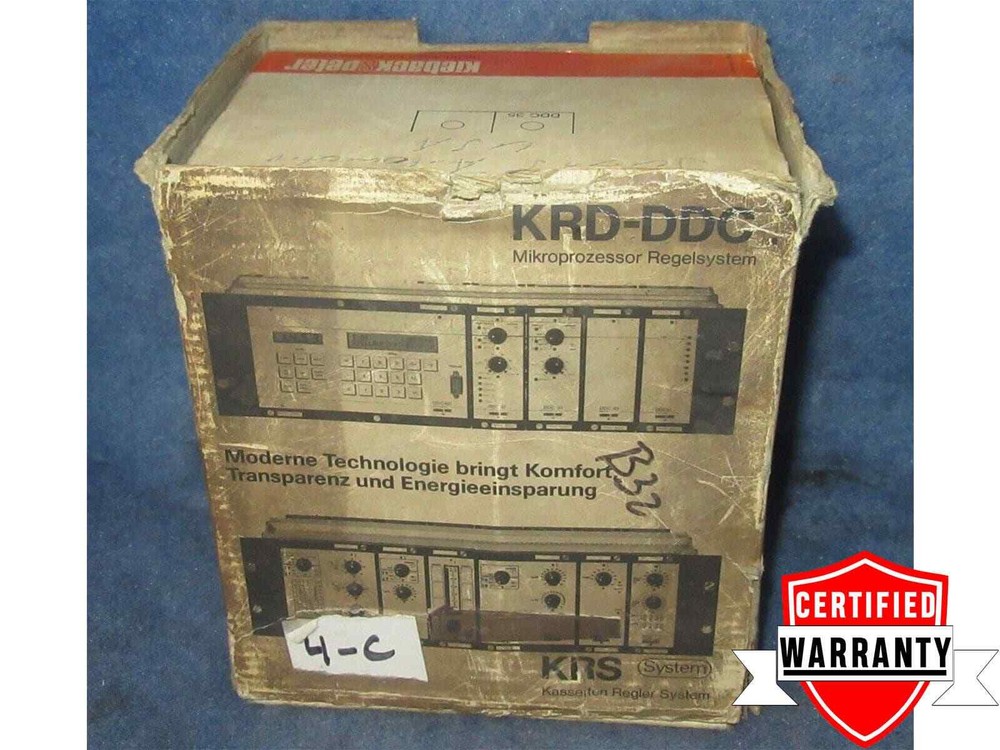 kieback&peter
DDC 35
USA
KRD-DDC
Mikroprozessor Regelsystem
Moderne Technologie bringt Komfort,
Transparenz und Energieeinsparung
B32
4-C
KRS System
Kassetten Regler System
CERTIFIED
WARRANTY